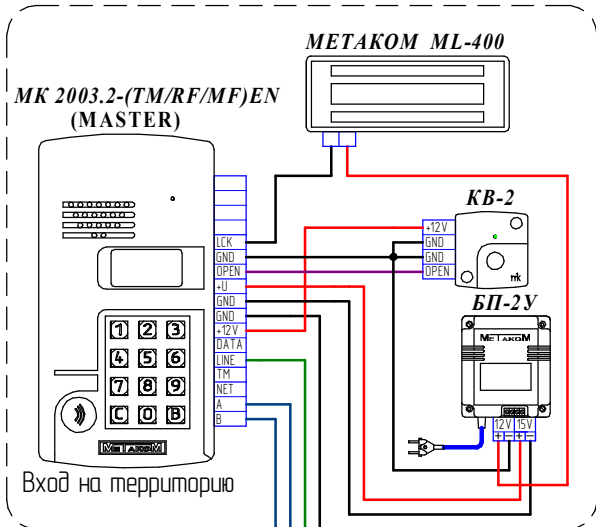 METAKOM ML-400
МК 2003.2-(TM/RF/MF)EN
(MASTER)
КВ-2
LCK
GND
OPEN
+U
GND
GND
+12V
DATA
LINE
TM
NET
A
B
+12V
GND
GND
OPEN
mk
БП-2У
МЕТАКОМ
12V 15V
+ - + -
1 2 3
4 5 6
7 8 9
C 0 B
МЕТАКОМ
Вход на территорию